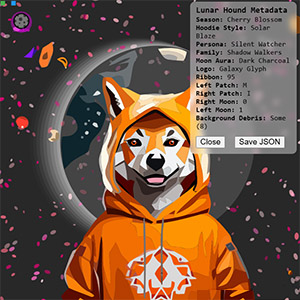 Lunar Hound Metadata
Season: Cherry Blossom
Hoodie Style: Solar
Blaze
Persona: Silent Watcher
Family: Shadow Walkers
Moon Aura: Dark Charcoal
Logo: Galaxy Glyph
Ribbon: 95
Left Patch: M
Right Patch: I
Right Moon: 0
Left Moon: 1
Background Debris: Some
(8)
Close Save JSON